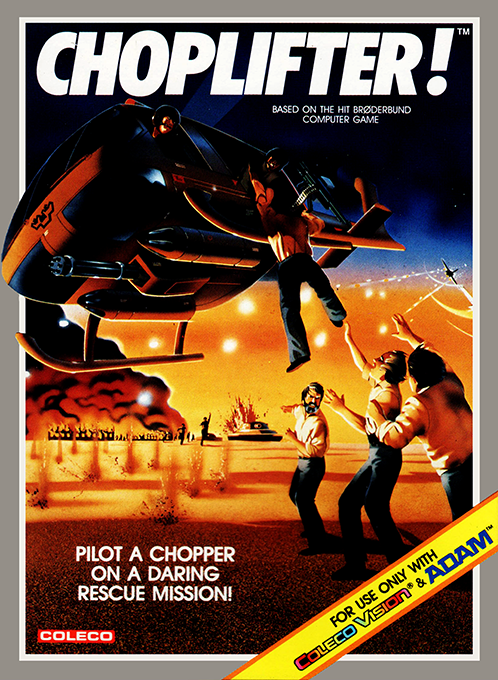 CHOPLIFTER!™
BASED ON THE HIT BRØDERBUND
COMPUTER GAME
PILOT A CHOPPER
ON A DARING
RESCUE MISSION!
FOR USE ONLY WITH
COLECOVISION® & ADAM™
COLECO